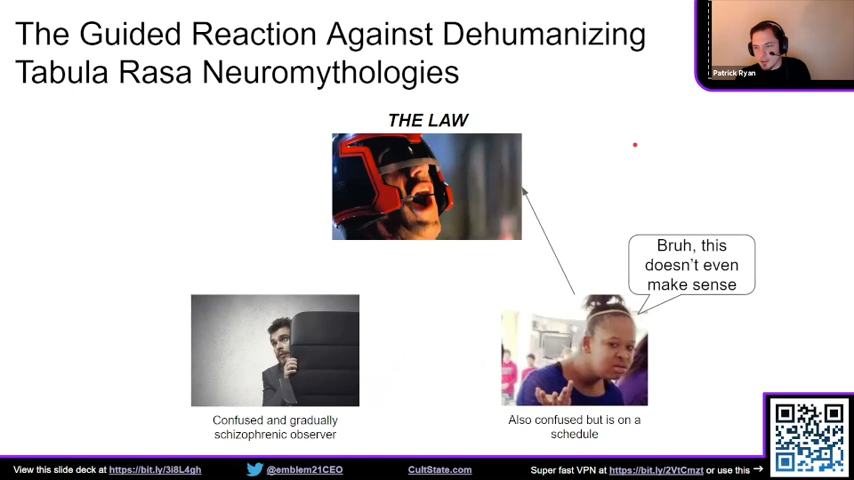 The Guided Reaction Against Dehumanizing
Tabula Rasa Neuromythologies
Patrick Ryan
THE LAW
Bruh, this
doesn't even
make sense
Confused and gradually
schizophrenic observer
Also confused but is on a
schedule
View this slide deck at https://bit.ly/3i8L4gh
@emblem21CEO
CultState.com
Super fast VPN at https://bit.ly/2VtCmzt or use this →